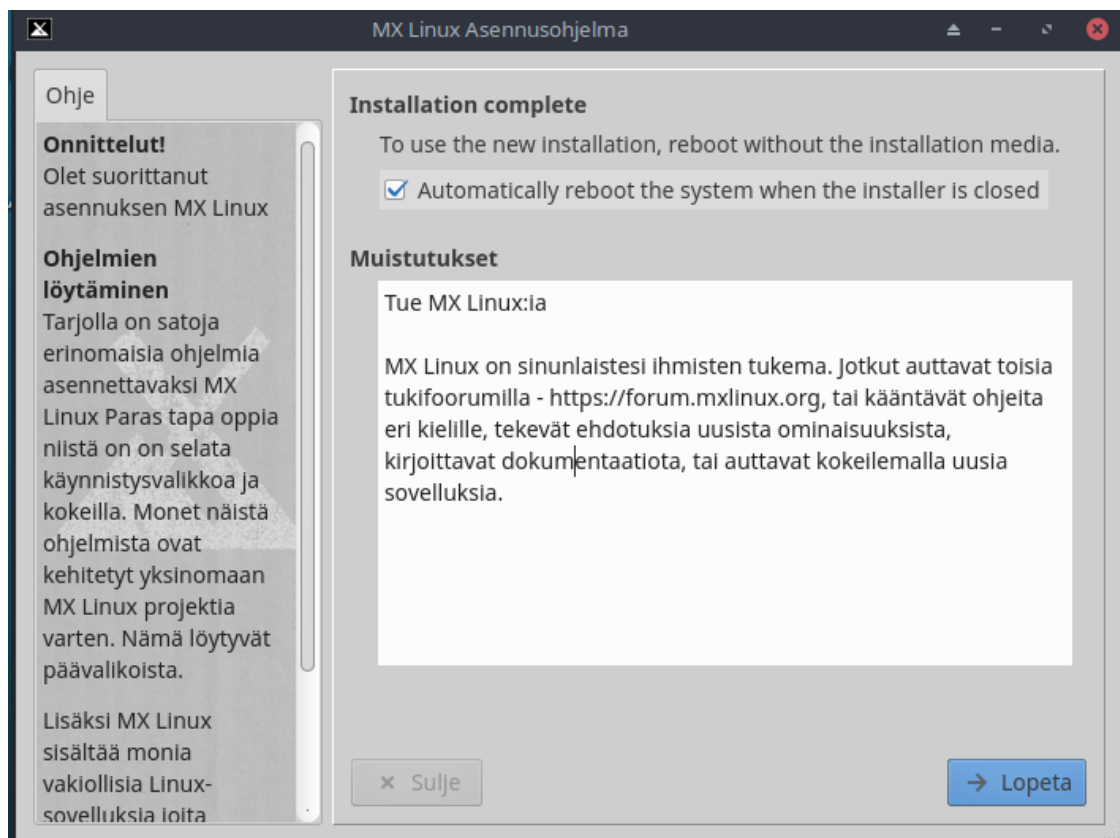 MX Linux Asennusohjelma
Ohje
Onnittelut!
Olet suorittanut
asennuksen MX Linux
Ohjelmien
löytäminen
Tarjolla on satoja
erinomaisia ohjelmia
asennettavaksi MX
Linux Paras tapa oppia
niistä on on selata
käynnistysvalikkoa ja
kokeilla. Monet näistä
ohjelmista ovat
kehitetyt yksinomaan
MX Linux projektia
varten. Nämä löytyvät
päävalikoista.
Lisäksi MX Linux
sisältää monia
vakiollisia Linux-
sovelluksia joita
Installation complete
To use the new installation, reboot without the installation media.
Automatically reboot the system when the installer is closed
Muistutukset
Tue MX Linux:ia
MX Linux on sinunlaistesi ihmisten tukema. Jotkut auttavat toisia
tukifoorumilla - https://forum.mxlinux.org, tai kääntävät ohjeita
eri kielille, tekevät ehdotuksia uusista ominaisuuksista,
kirjoittavat dokumentaatiota, tai auttavat kokeilemalla uusia
sovelluksia.
Sulje
Lopeta